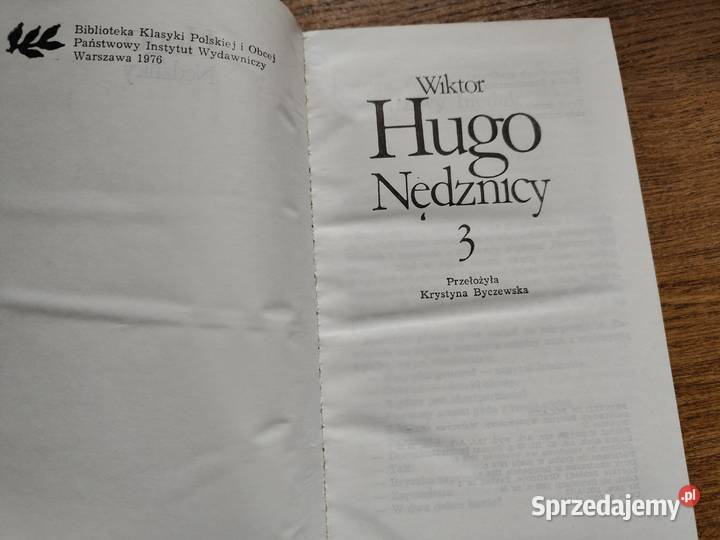 Biblioteka Klasyki Polskiej i Obcej
Państwowy Instytut Wydawniczy
Warszawa 1976
Wiktor
Hugo
Nędznicy
3
Przełożyła
Krystyna Byczewska
Sprzedajemy.pl